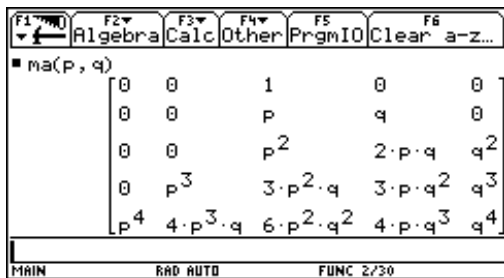 F1 F2 F3 F4 F5 F6
Algebra Calc Other PrgmIO Clear a-z…
▪ ma(p,q)
[0 0 1 0 0
0 0 p q 0
0 0 p² 2·p·q q²
0 p³ 3·p²·q 3·p·q² q³
p⁴ 4·p³·q 6·p²·q² 4·p·q³ q⁴]
MAIN RAD AUTO FUNC 2/30